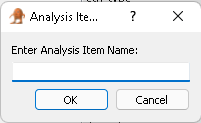 Analysis Ite...
Enter Analysis Item Name:
OK
Cancel